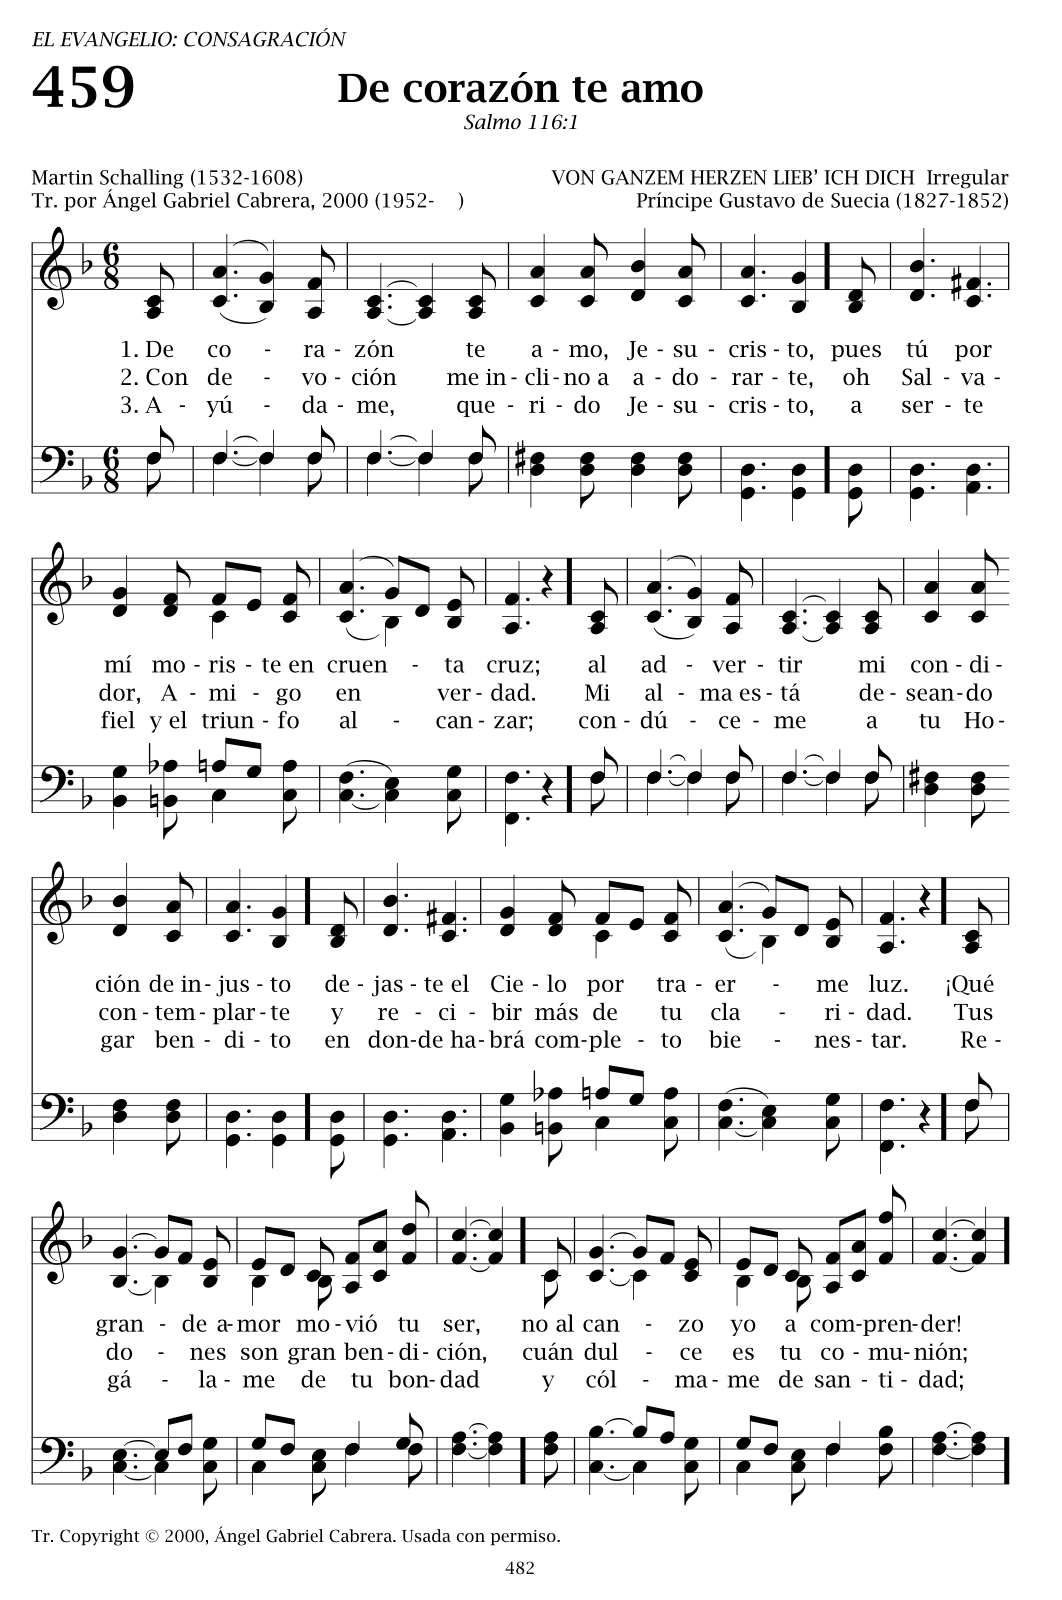 EL EVANGELIO: CONSAGRACIÓN
459 De corazón te amo
Salmo 116:1
Martin Schalling (1532-1608) VON GANZEM HERZEN LIEB’ ICH DICH Irregular
Tr. por Ángel Gabriel Cabrera, 2000 (1952- ) Príncipe Gustavo de Suecia (1827-1852)
1. De co - ra - zón te a - mo, Je - su - cris - to, pues tú por
2. Con de - vo - ción me in - cli - no a a - do - rar - te, oh Sal - va -
3. A - yú - da - me, que - ri - do Je - su - cris - to, a ser - te
mí mo - ris - te en cruen - ta cruz; al ad - ver - tir mi con - di -
dor, A - mi - go en ver - dad. Mi al - ma es - tá de - sean - do
fiel y el triun - fo al - can - zar; con - dú - ce - me a tu Ho -
ción de in - jus - to de - jas - te el Cie - lo por tra - er - me luz. ¡Qué
con - tem - plar - te y re - ci - bir más de tu cla - ri - dad. Tus
gar ben - di - to en don - de ha - brá com - ple - to bie - nes - tar. Re -
gran - de a - mor mo - vió tu ser, no al can - zo yo a com - pren - der!
do - nes son gran ben - di - ción, cuán dul - ce es tu co - mu - nión;
gá - la - me de tu bon - dad y cól - ma - me de san - ti - dad;
Tr. Copyright © 2000, Ángel Gabriel Cabrera. Usada con permiso.
482